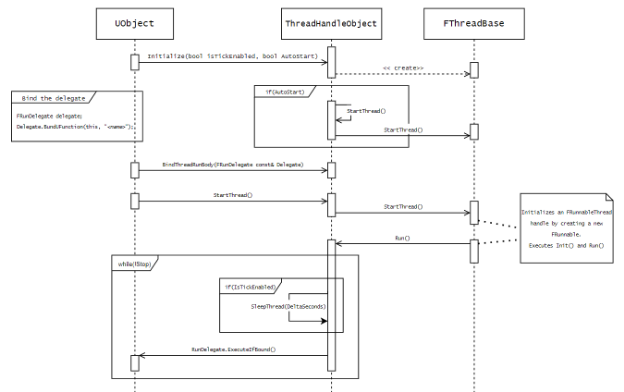 UObject
ThreadHandleObject
FThreadBase
Initialize(bool isTickEnabled, bool AutoStart)
<< create>>
Bind the delegate
FRunDelegate delegate;
Delegate.BundUFunction(this, "<name>");
if(AutoStart)
StartThread()
StartThread()
BindThreadRunBody(FRunDelegate const& Delegate)
StartThread()
StartThread()
Initializes an FRunnableThread
handle by creating a new
FRunnable.
Executes Init() and Run()
Run()
while(!Stop)
if(IsTickEnabled)
SleepThread(DeltaSeconds)
RunDelegate.ExecuteIfBound()